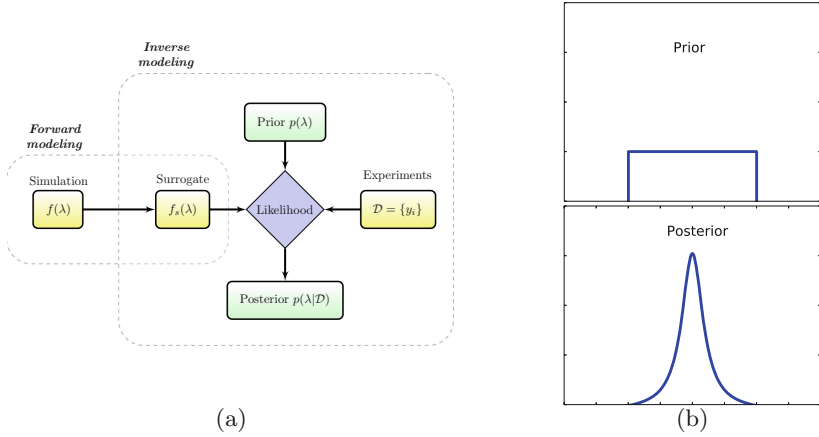 Inverse
modeling
Forward
modeling
Prior p(λ)
Simulation
Surrogate
Experiments
f(λ)
f_s(λ)
Likelihood
𝒟 = {y_i}
Posterior p(λ|𝒟)
(a)
Prior
Posterior
(b)